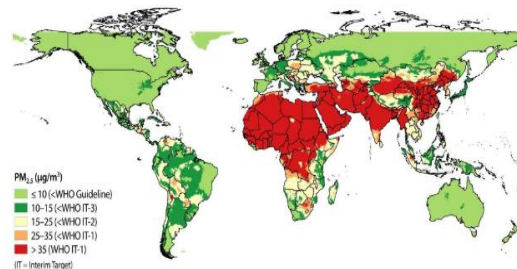 PM2.5 (μg/m³)
≤ 10 (<WHO Guideline)
10–15 (<WHO IT-3)
15–25 (<WHO IT-2)
25–35 (<WHO IT-1)
> 35 (WHO IT-1)
(IT = Interim Target)